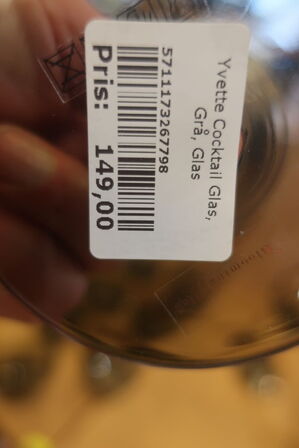 Yvette Cocktail Glas,
Grå, Glas
5711173267798
Pris: 149,00